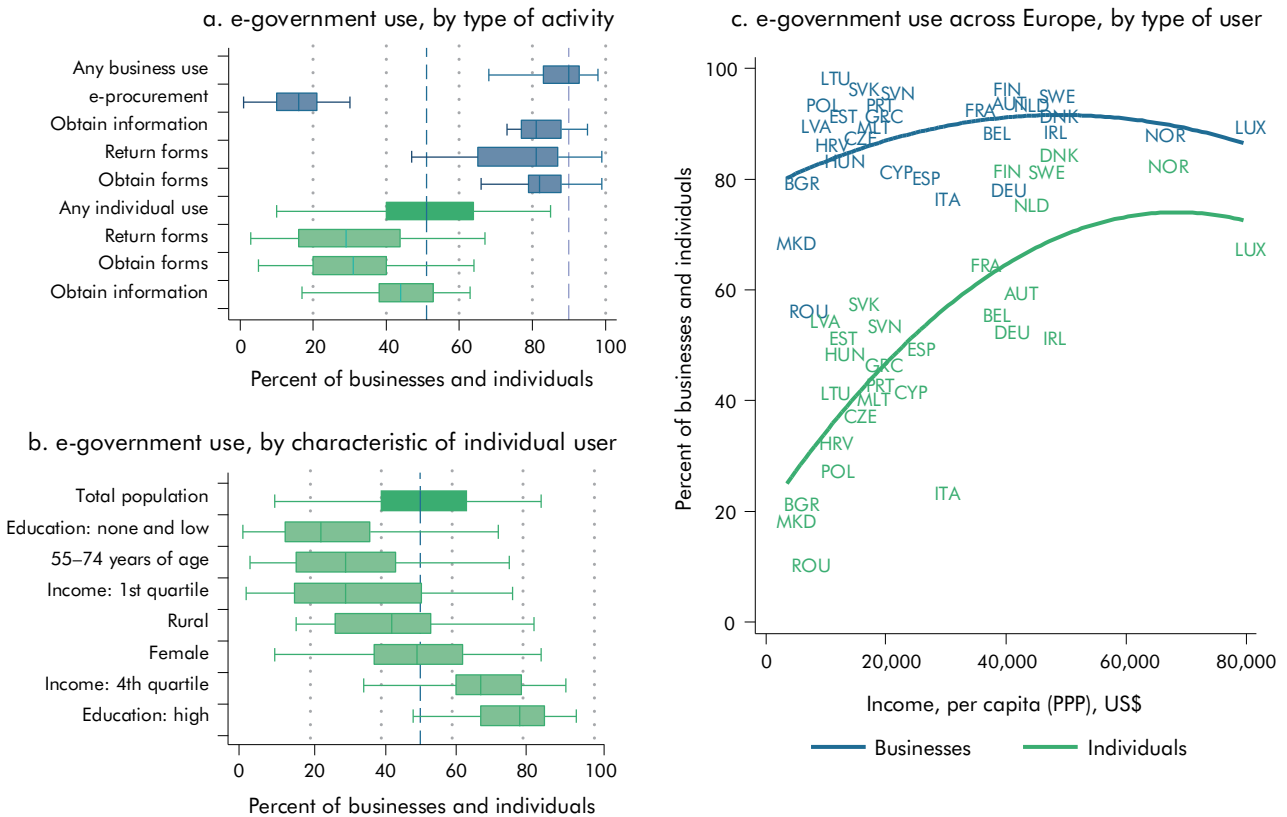 a. e-government use, by type of activity
Any business use
e-procurement
Obtain information
Return forms
Obtain forms
Any individual use
Return forms
Obtain forms
Obtain information
0 20 40 60 80 100
Percent of businesses and individuals
b. e-government use, by characteristic of individual user
Total population
Education: none and low
55–74 years of age
Income: 1st quartile
Rural
Female
Income: 4th quartile
Education: high
0 20 40 60 80 100
Percent of businesses and individuals
c. e-government use across Europe, by type of user
Percent of businesses and individuals
100
80
60
40
20
0
LTU
SVK SVN FIN SWE
POL PRT FRA AUT NLD
EST GRC DNK
LVA MLT LUX
HRV CZE BEL IRL NOR
HUN DNK
BGR CYP ESP FIN SWE NOR
ITA DEU NLD
MKD LUX
FRA
ROU SVK AUT
LVA SVN BEL
EST DEU IRL
HUN ESP
GRC
LTU PRT CYP
MLT
CZE
HRV
POL
ITA
BGR
MKD
ROU
0 20,000 40,000 60,000 80,000
Income, per capita (PPP), US$
Businesses Individuals